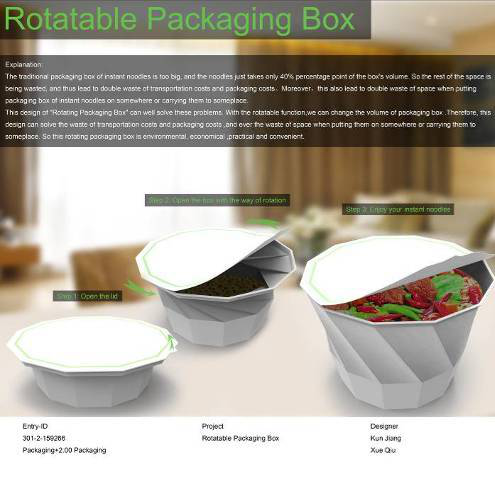 Rotatable Packaging Box
Explanation:
The traditional packaging box of instant noodles is too big, and the noodles just takes only 40% percentage point of the box's volume. So the rest of the space is
being wasted, and thus lead to double waste of transportation costs and packaging costs。Moreover，this also lead to double waste of space when putting
packaging box of instant noodles on somewhere or carrying them to someplace.
This design of "Rotating Packaging Box" can well solve these problems. With the rotatable function,we can change the volume of packaging box .Therefore, this
design can solve the waste of transportation costs and packaging costs ,and ever the waste of space when putting them on somewhere or carrying them to
someplace. So this rotating packaging box is environmental, economical ,practical and convenient.
Step 2: Open the box with the way of rotation
Step 3: Enjoy your instant noodles
Step 1: Open the lid
Entry-ID
301-2-159266
Packaging+2.00 Packaging
Project
Rotatable Packaging Box
Designer
Kun Jiang
Xue Qiu